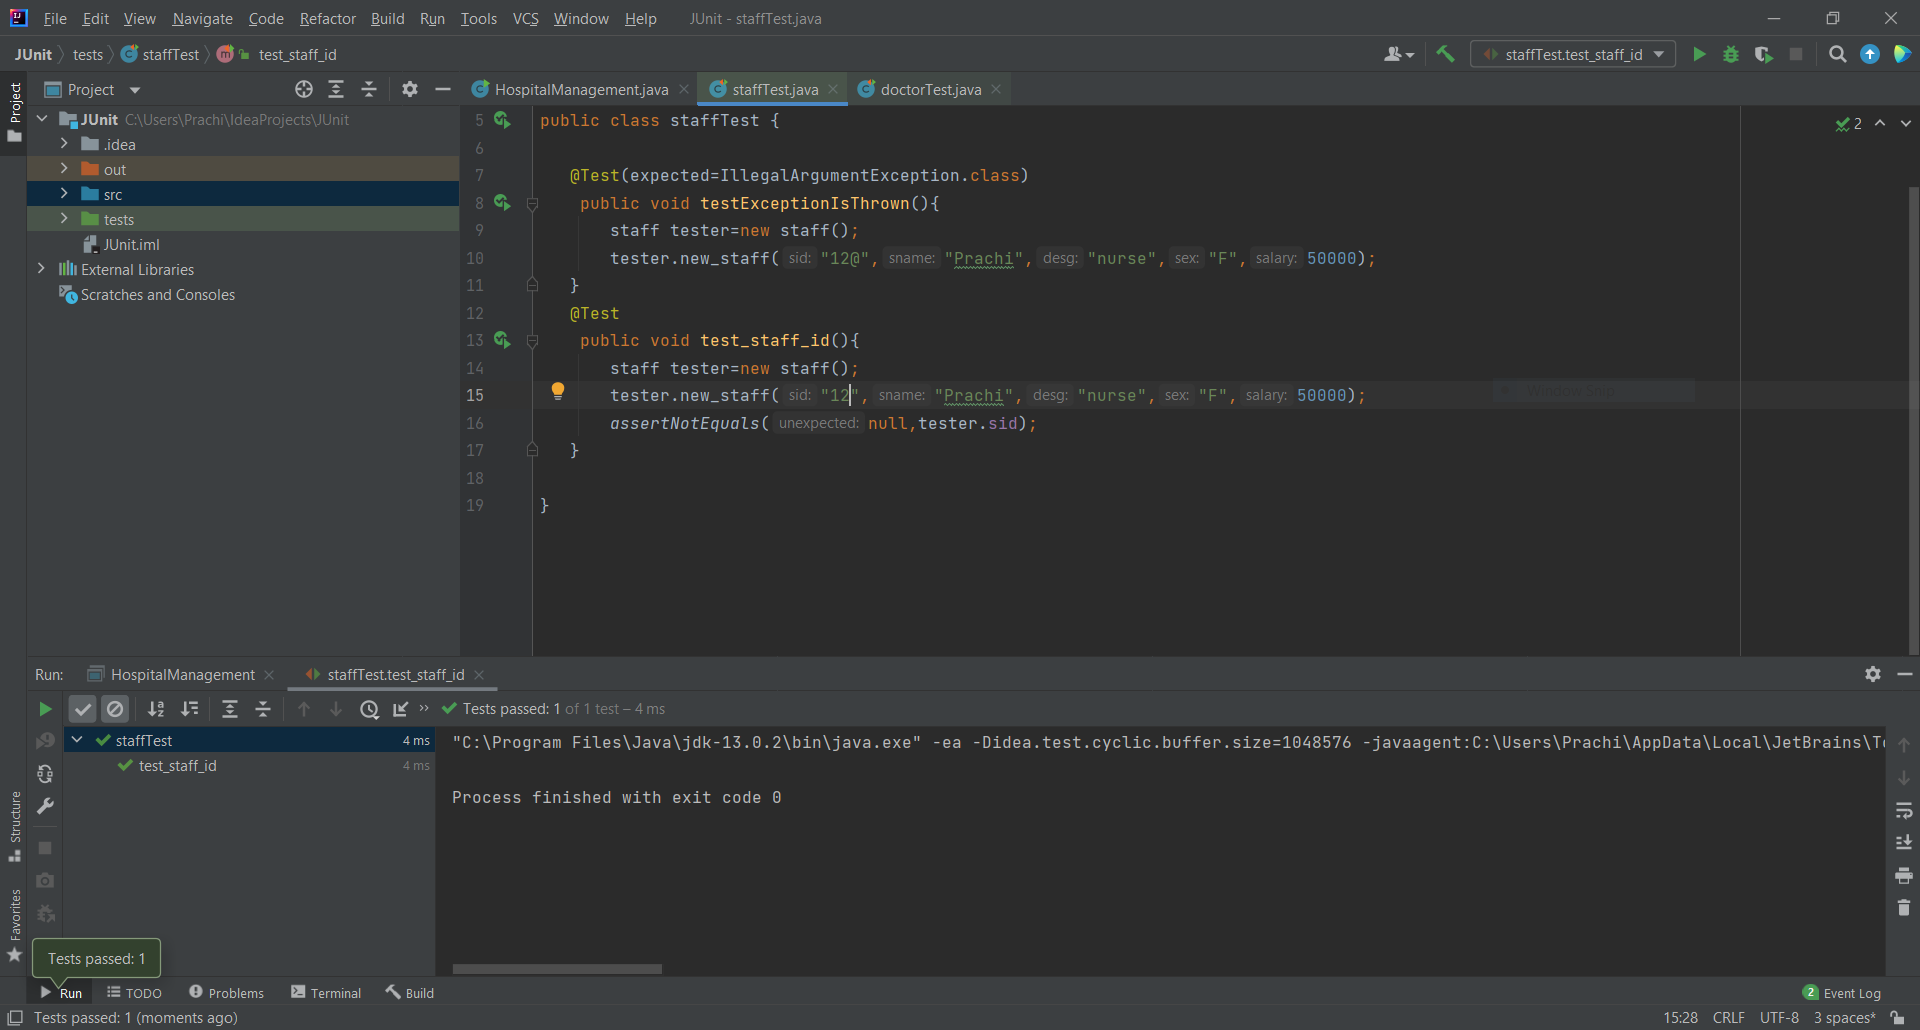 File Edit View Navigate Code Refactor Build Run Tools VCS Window Help JUnit - staffTest.java
JUnit tests staffTest test_staff_id staffTest.test_staff_id
Project
Project
HospitalManagement.java staffTest.java doctorTest.java
JUnit C:\Users\Prachi\IdeaProjects\JUnit
.idea
out
src
tests
JUnit.iml
External Libraries
Scratches and Consoles
2
5 public class staffTest {
6
7 @Test(expected=IllegalArgumentException.class)
8 public void testExceptionIsThrown(){
9 staff tester=new staff();
10 tester.new_staff( sid: "12@", sname: "Prachi", desg: "nurse", sex: "F", salary: 50000);
11 }
12 @Test
13 public void test_staff_id(){
14 staff tester=new staff();
15 tester.new_staff( sid: "12", sname: "Prachi", desg: "nurse", sex: "F", salary: 50000);
16 assertNotEquals( unexpected: null,tester.sid);
17 }
18
19 }
Window Snip
Run: HospitalManagement staffTest.test_staff_id
Tests passed: 1 of 1 test – 4 ms
staffTest 4 ms
test_staff_id 4 ms
"C:\Program Files\Java\jdk-13.0.2\bin\java.exe" -ea -Didea.test.cyclic.buffer.size=1048576 -javaagent:C:\Users\Prachi\AppData\Local\JetBrains\T
Process finished with exit code 0
Structure
Favorites
Tests passed: 1
Run TODO Problems Terminal Build 2 Event Log
Tests passed: 1 (moments ago) 15:28 CRLF UTF-8 3 spaces*